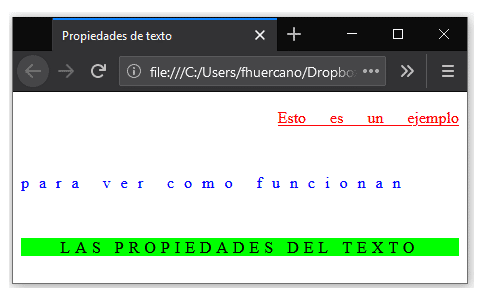 Propiedades de texto
file:///C:/Users/fhuercano/Dropbo
Esto es un ejemplo
para ver como funcionan
LAS PROPIEDADES DEL TEXTO